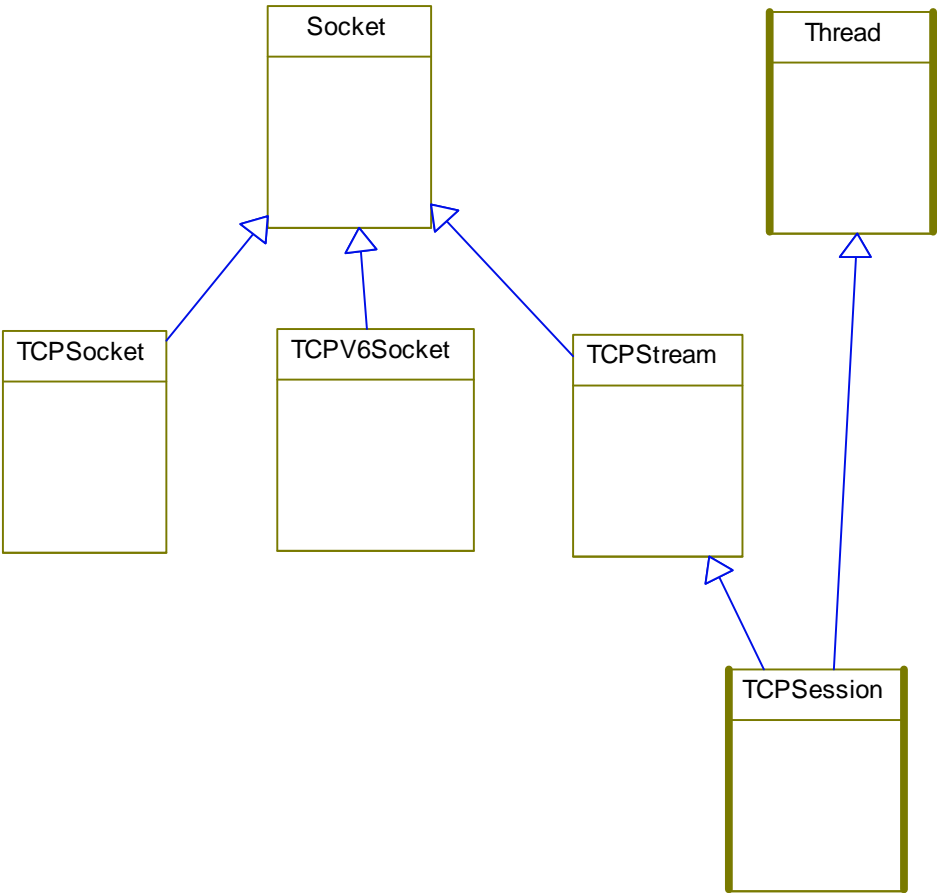 Socket
Thread
TCPSocket
TCPV6Socket
TCPStream
TCPSession